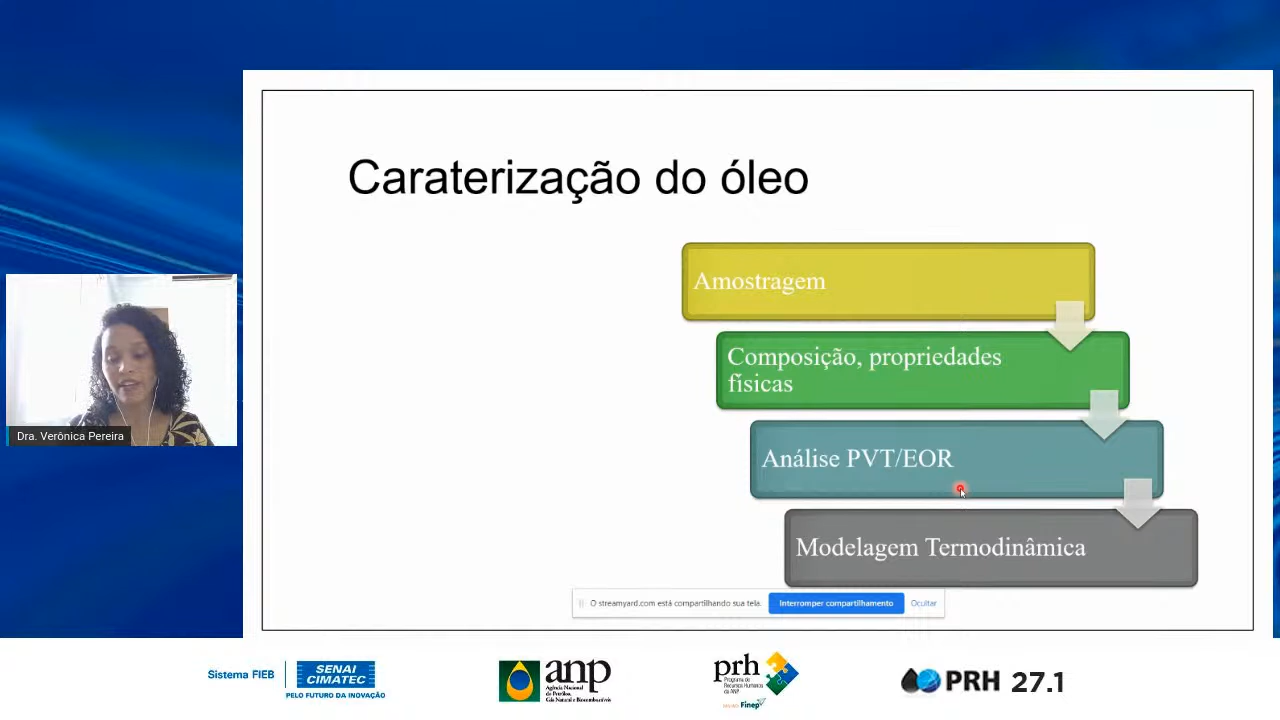 Caraterização do óleo
Amostragem
Composição, propriedades
físicas
Análise PVT/EOR
Modelagem Termodinâmica
Dra. Verônica Pereira
O streamyard.com está compartilhando sua tela.
Interromper compartilhamento
Ocultar
Sistema FIEB
SENAI
CIMATEC
PELO FUTURO DA INOVAÇÃO
anp
Agência Nacional
do Petróleo,
Gás Natural e Biocombustíveis
prh
Programa de
Recursos Humanos
da ANP
Finep
PRH 27.1